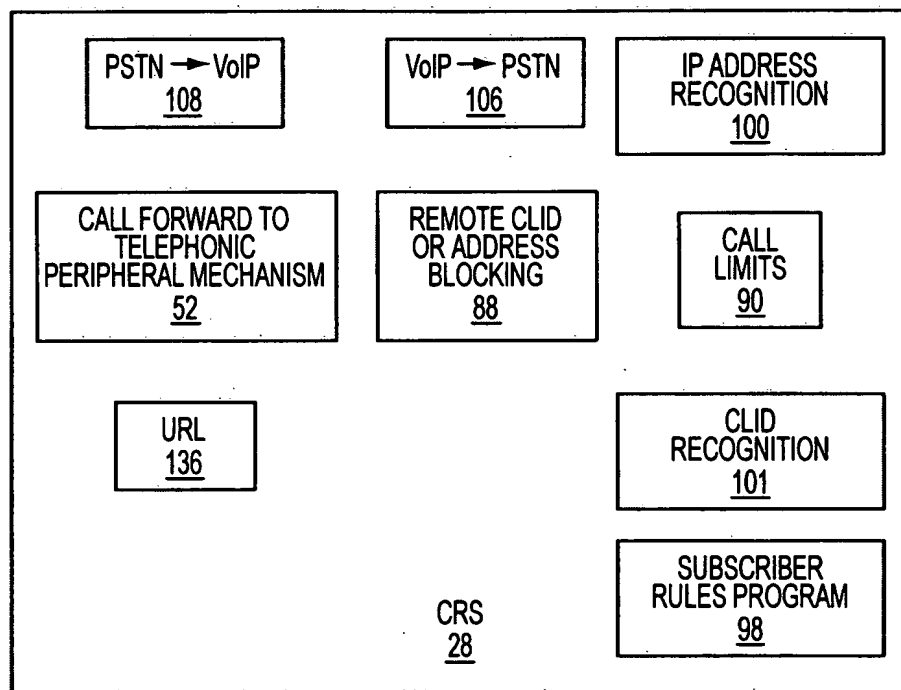 PSTN → VoIP
108
VoIP → PSTN
106
IP ADDRESS
RECOGNITION
100
CALL FORWARD TO
TELEPHONIC
PERIPHERAL MECHANISM
52
REMOTE CLID
OR ADDRESS
BLOCKING
88
CALL
LIMITS
90
URL
136
CLID
RECOGNITION
101
SUBSCRIBER
RULES PROGRAM
98
CRS
28